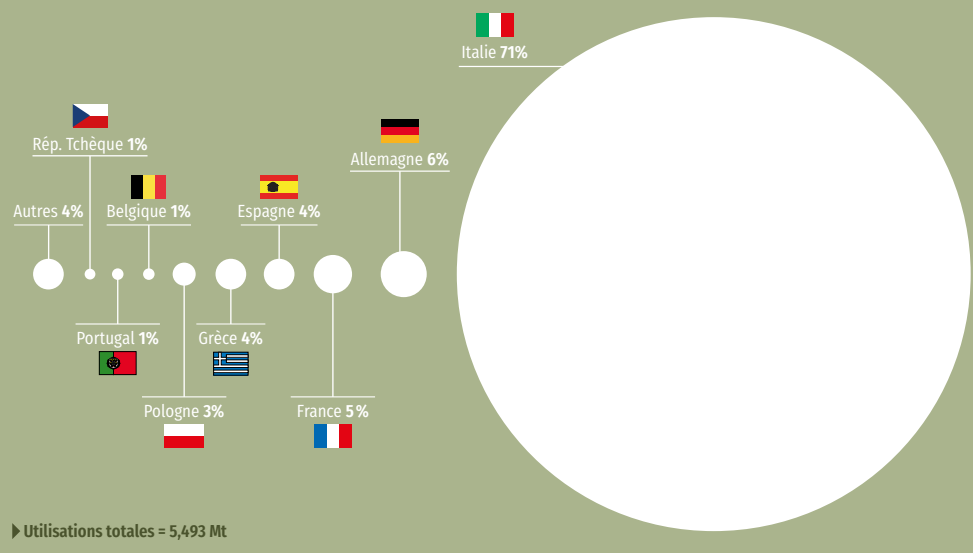 Italie 71%
Rép. Tchèque 1%
Allemagne 6%
Autres 4%
Belgique 1%
Espagne 4%
Portugal 1%
Grèce 4%
Pologne 3%
France 5%
Utilisations totales = 5,493 Mt